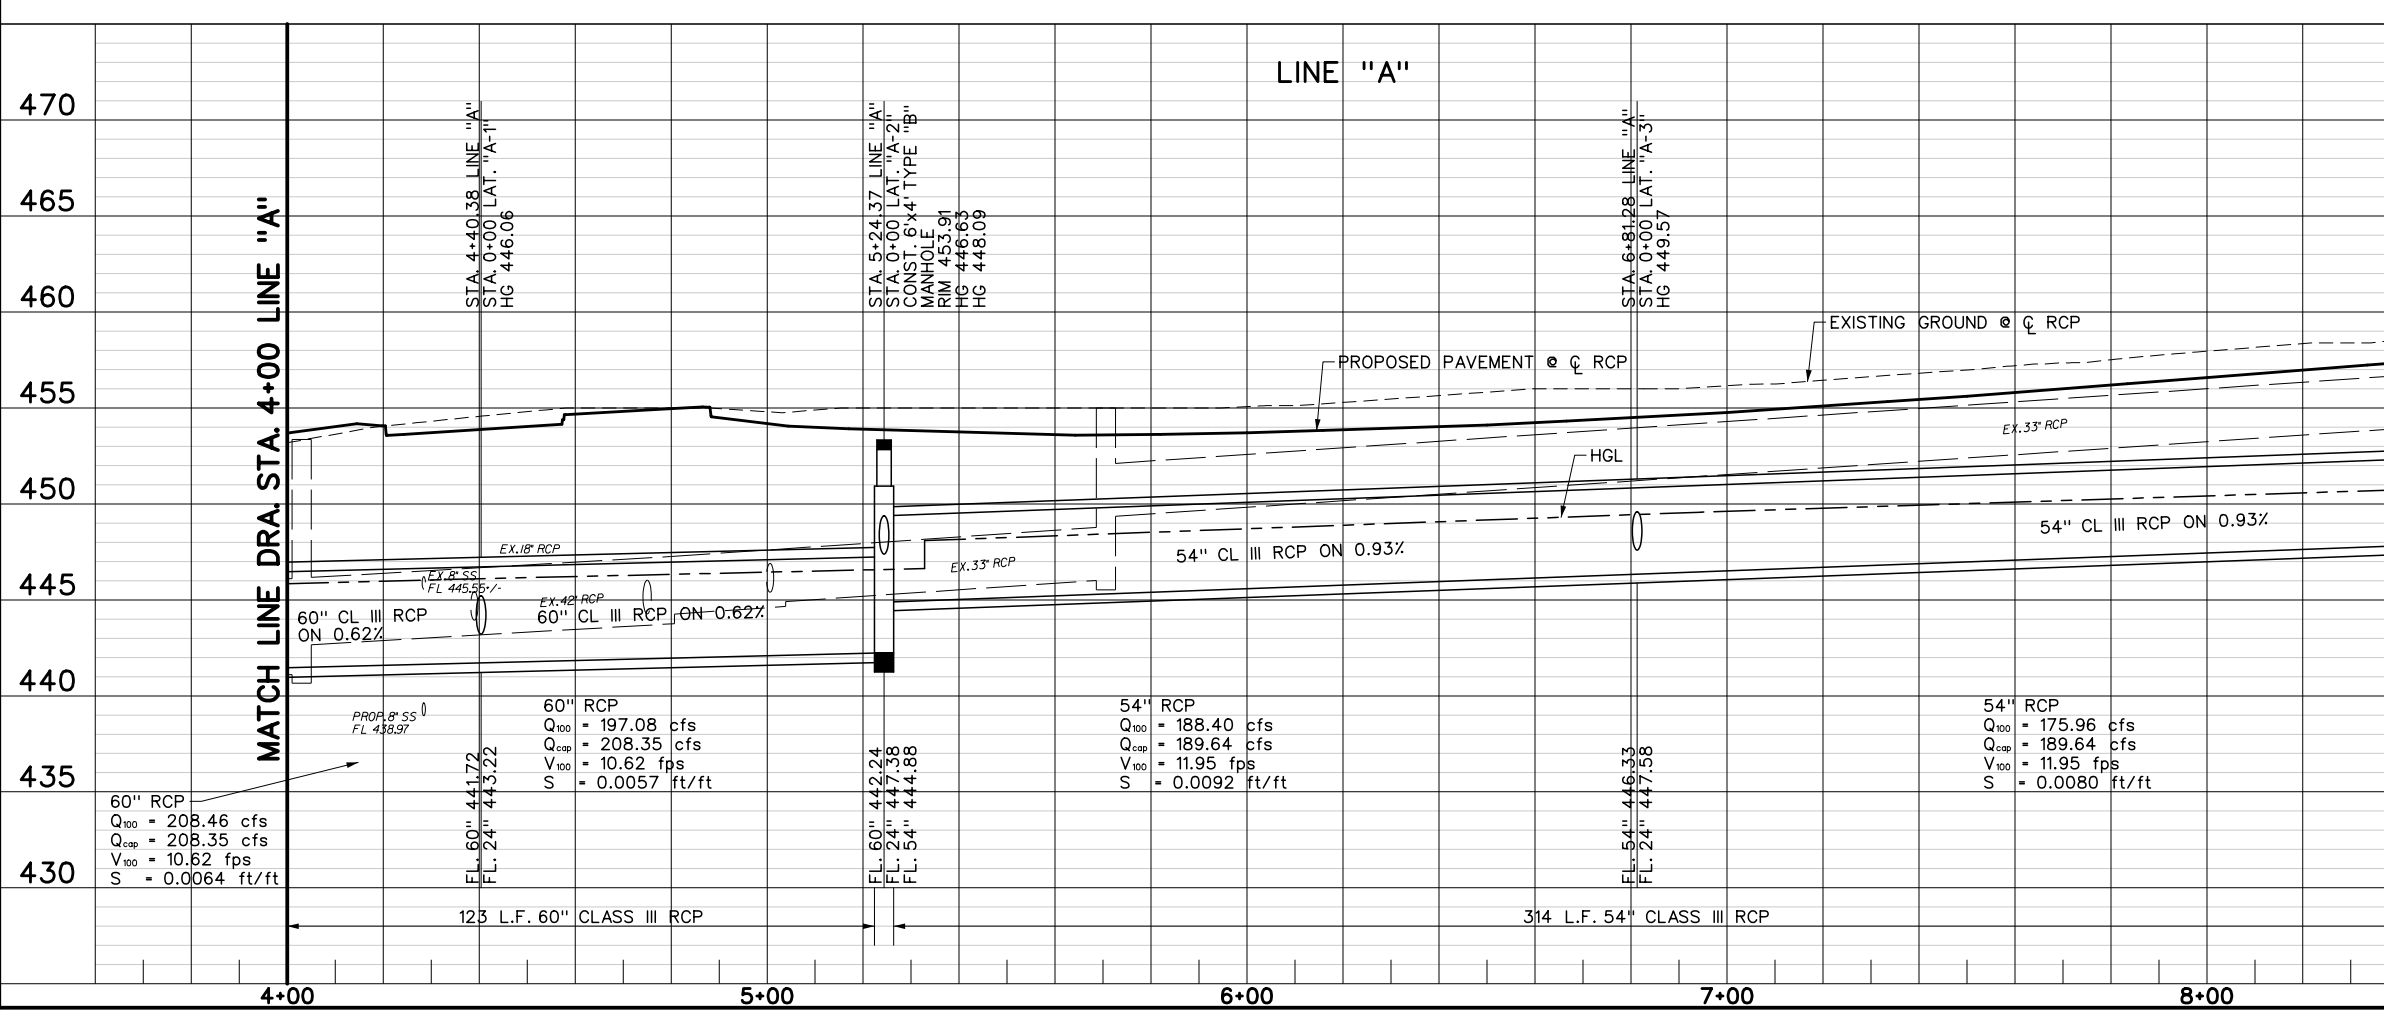 LINE "A"
470
465
460
455
450
445
440
435
430
MATCH LINE DRA. STA. 4+00 LINE "A"
STA. 4+40.38 LINE "A"
STA. 0+00 LAT. "A-1"
HG 446.06
STA. 5+24.37 LINE "A"
STA. 0+00 LAT. "A-2"
CONST. 6'x4' TYPE "B"
MANHOLE
RIM 453.91
HG 446.63
HG 448.09
STA. 6+81.28 LINE "A"
STA. 0+00 LAT. "A-3"
HG 449.57
EXISTING GROUND @ ℄ RCP
PROPOSED PAVEMENT @ ℄ RCP
HGL
EX.33" RCP
EX.18" RCP
EX.8" SS
FL 445.55+/-
EX.42" RCP
EX.33" RCP
60" CL III RCP
ON 0.62%
60" CL III RCP ON 0.62%
54" CL III RCP ON 0.93%
54" CL III RCP ON 0.93%
PROP.8" SS
FL 438.97
60" RCP
Q100 = 208.46 cfs
Qcap = 208.35 cfs
V100 = 10.62 fps
S = 0.0064 ft/ft
60" RCP
Q100 = 197.08 cfs
Qcap = 208.35 cfs
V100 = 10.62 fps
S = 0.0057 ft/ft
54" RCP
Q100 = 188.40 cfs
Qcap = 189.64 cfs
V100 = 11.95 fps
S = 0.0092 ft/ft
54" RCP
Q100 = 175.96 cfs
Qcap = 189.64 cfs
V100 = 11.95 fps
S = 0.0080 ft/ft
FL. 60" 441.72
FL. 24" 443.22
FL. 60" 442.24
FL. 24" 447.38
FL. 54" 444.88
FL. 54" 446.33
FL. 24" 447.58
123 L.F. 60" CLASS III RCP
314 L.F. 54" CLASS III RCP
4+00
5+00
6+00
7+00
8+00